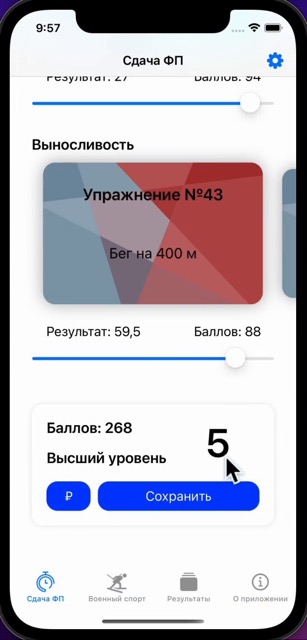 9:57
Сдача ФП
Результат: 27 Баллов: 94
Выносливость
Упражнение №43
Бег на 400 м
Результат: 59,5 Баллов: 88
Баллов: 268
5
Высший уровень
₽ Сохранить
Сдача ФП Военный спорт Результаты О приложении